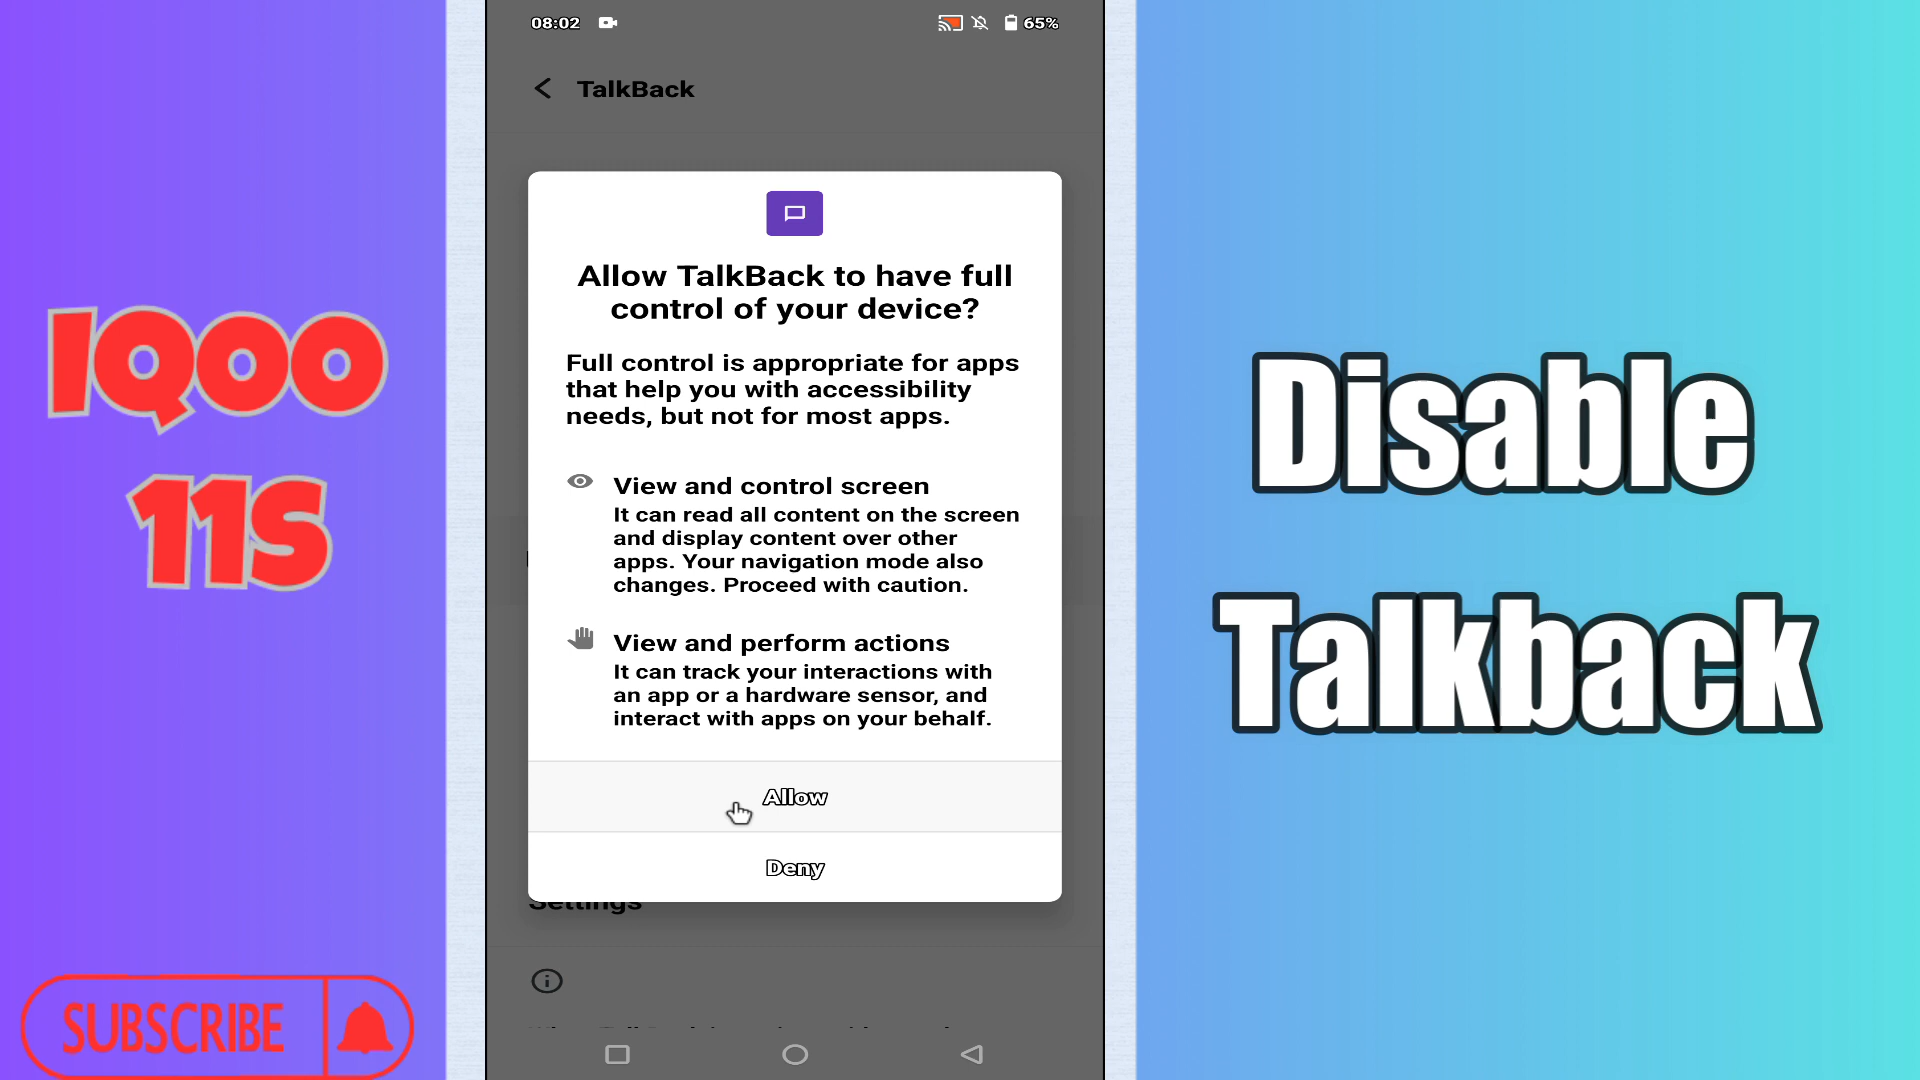 08:02
65%
TalkBack
Allow TalkBack to have full
control of your device?
Full control is appropriate for apps
that help you with accessibility
needs, but not for most apps.
View and control screen
It can read all content on the screen
and display content over other
apps. Your navigation mode also
changes. Proceed with caution.
View and perform actions
It can track your interactions with
an app or a hardware sensor, and
interact with apps on your behalf.
Allow
Deny
Settings
IQOO
11S
SUBSCRIBE
Disable
Talkback